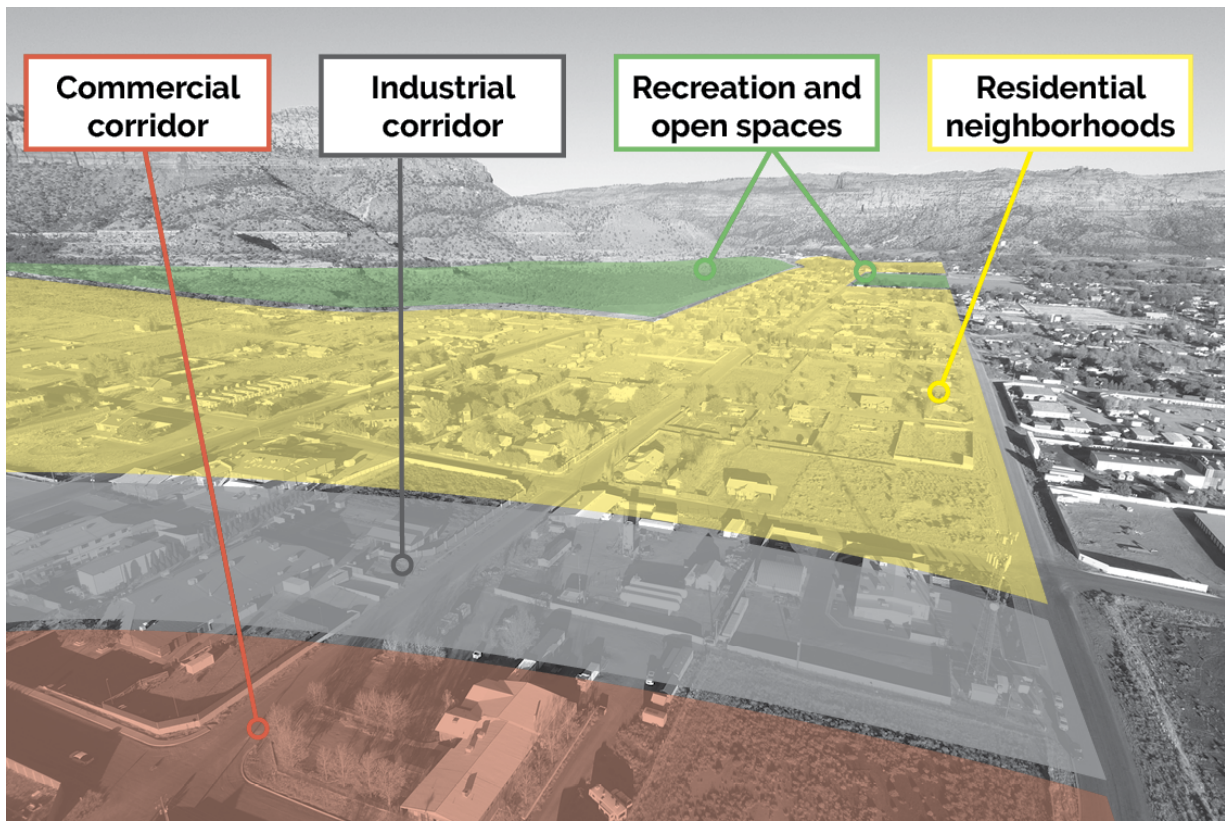 Commercial
corridor
Industrial
corridor
Recreation and
open spaces
Residential
neighborhoods